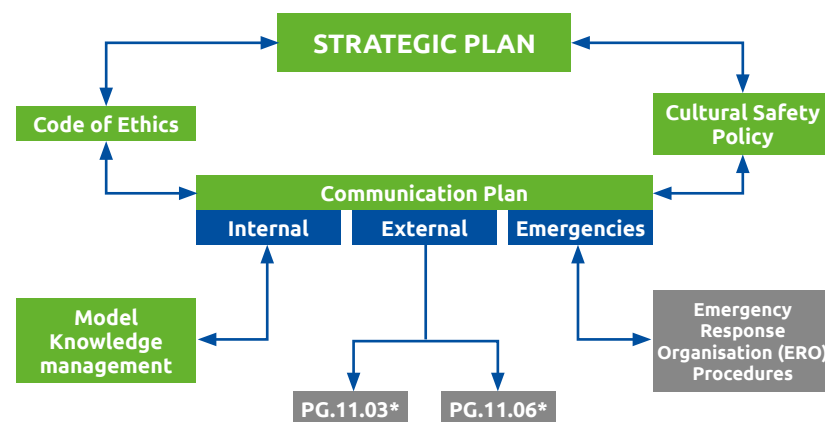 STRATEGIC PLAN
Code of Ethics
Cultural Safety
Policy
Communication Plan
Internal
External
Emergencies
Model
Knowledge
management
Emergency
Response
Organisation (ERO)
Procedures
PG.11.03*
PG.11.06*